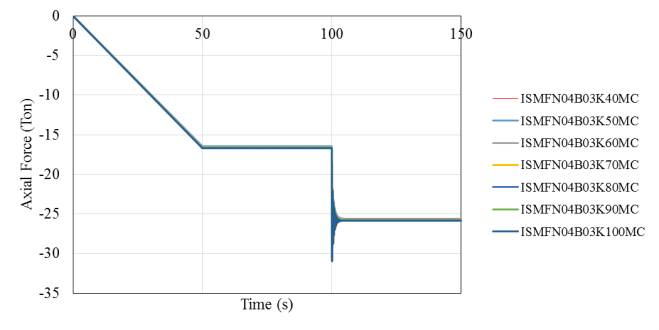 0
0
50
100
150
-5
-10
-15
-20
-25
-30
-35
Axial Force (Ton)
Time (s)
ISMFN04B03K40MC
ISMFN04B03K50MC
ISMFN04B03K60MC
ISMFN04B03K70MC
ISMFN04B03K80MC
ISMFN04B03K90MC
ISMFN04B03K100MC